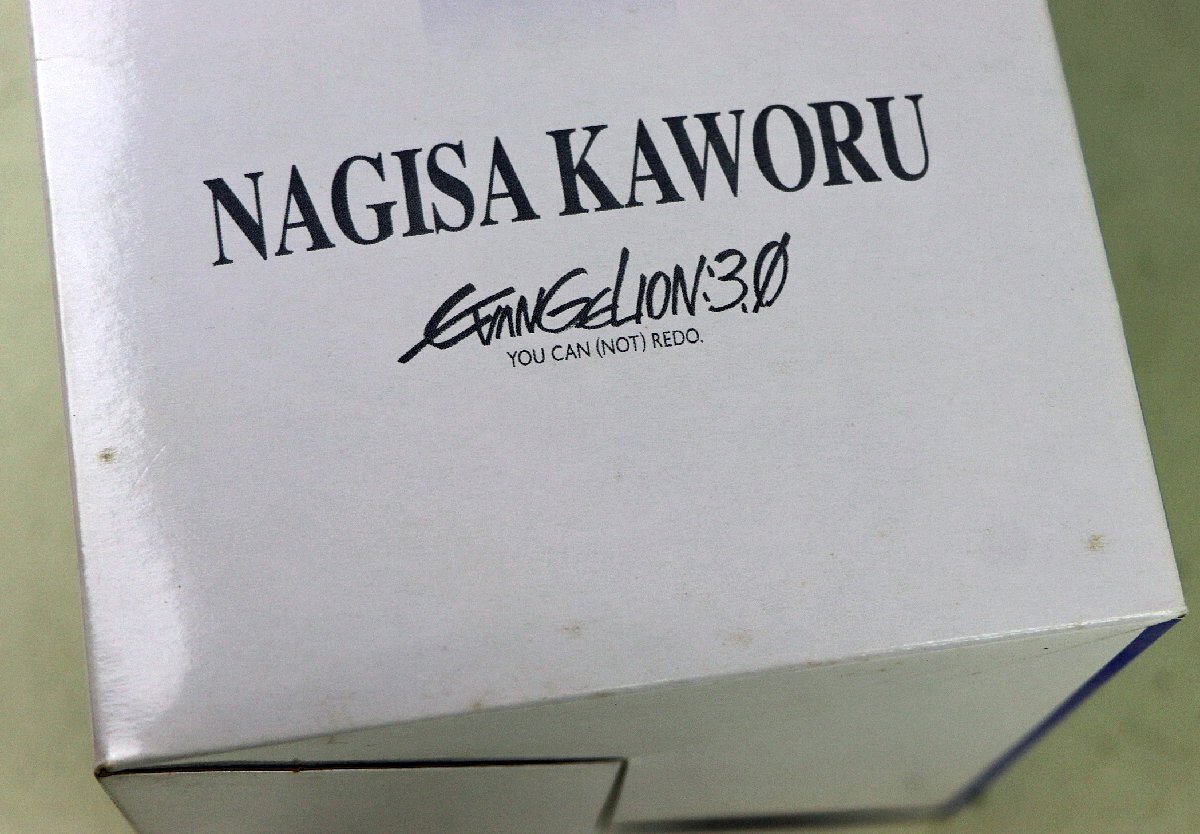 NAGISA KAWORU
EVANGELION:3.0
YOU CAN (NOT) REDO.